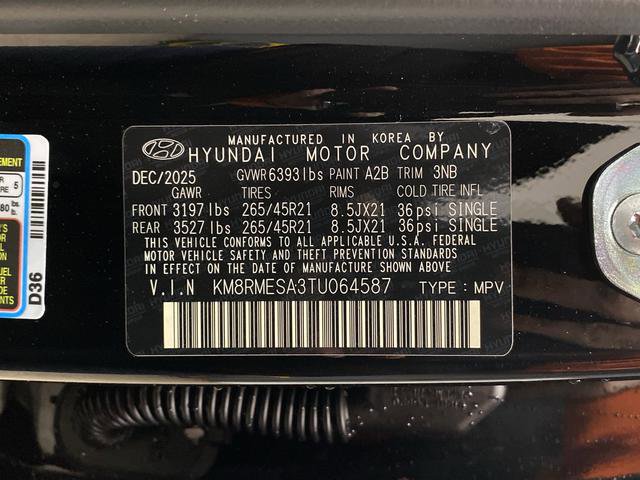 MANUFACTURED IN KOREA BY
HYUNDAI MOTOR COMPANY
DEC/2025 GVWR 6393lbs PAINT A2B TRIM 3NB
GAWR TIRES RIMS COLD TIRE INFL
FRONT 3197 lbs 265/45R21 8.5JX21 36psi SINGLE
REAR 3527 lbs 265/45R21 8.5JX21 36psi SINGLE
THIS VEHICLE CONFORMS TO ALL APPLICABLE U.S.A. FEDERAL
MOTOR VEHICLE SAFETY AND THEFT PREVENTION STANDARDS
IN EFFECT ON THE DATE OF MANUFACTURE SHOWN ABOVE.
V.I.N KM8RMESA3TU064587 TYPE : MPV
5
D36